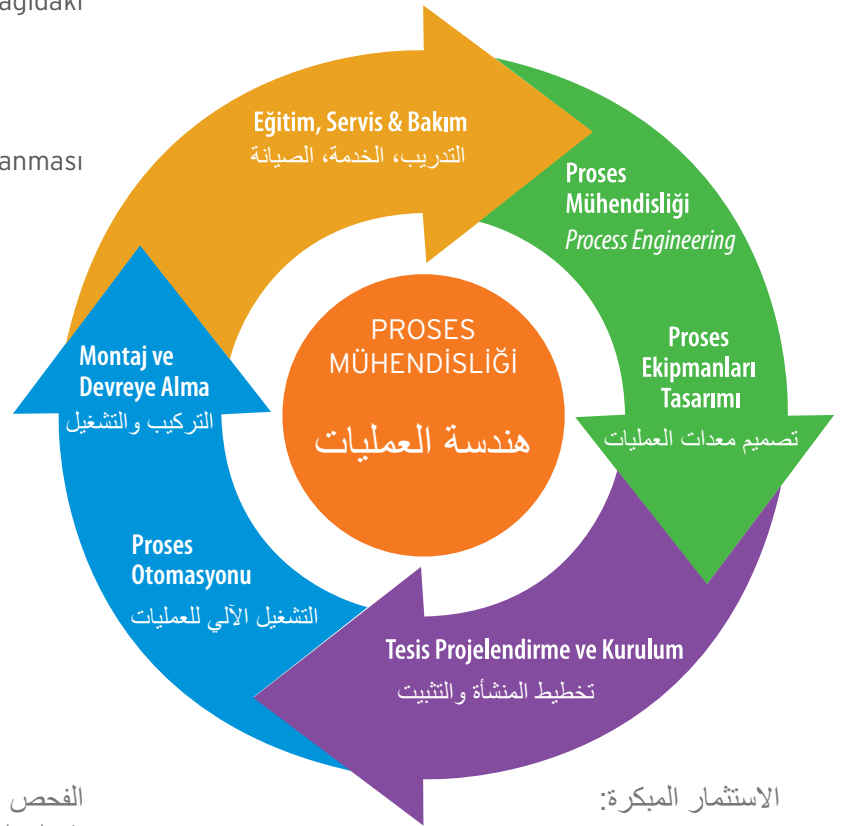 ağıdaki
anması
Eğitim, Servis & Bakım
التدريب، الخدمة، الصيانة
Proses
Mühendisliği
Process Engineering
Proses
Ekipmanları
Tasarımı
تصميم معدات العمليات
PROSES
MÜHENDİSLİĞİ
هندسة العمليات
Montaj ve
Devreye Alma
التركيب والتشغيل
Proses
Otomasyonu
التشغيل الآلي للعمليات
Tesis Projelendirme ve Kurulum
تخطيط المنشأة والتثبيت
الاستثمار المبكرة:
الفحص